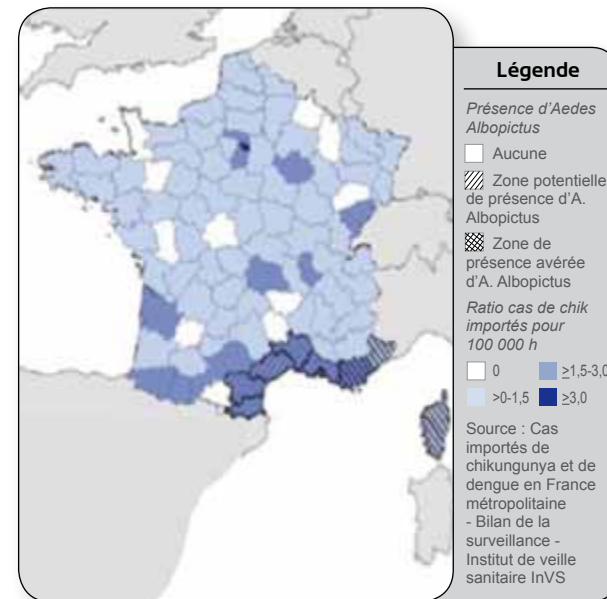 Légende
Présence d'Aedes
Albopictus
Aucune
Zone potentielle
de présence d'A.
Albopictus
Zone de
présence avérée
d'A. Albopictus
Ratio cas de chik
importés pour
100 000 h
0 ≥1,5-3,0
>0-1,5 ≥3,0
Source : Cas
importés de
chikungunya et de
dengue en France
métropolitaine
- Bilan de la
surveillance -
Institut de veille
sanitaire InVS